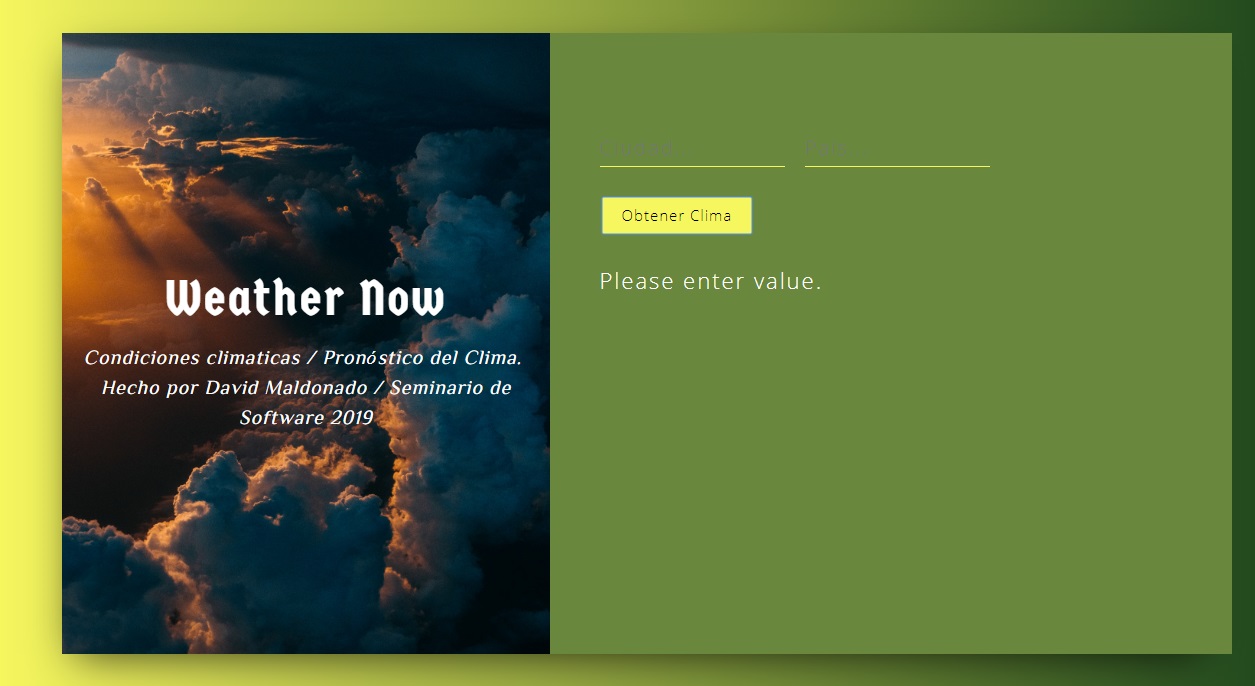 Weather Now
Condiciones climaticas / Pronóstico del Clima.
Hecho por David Maldonado / Seminario de
Software 2019
Ciudad... País...
Obtener Clima
Please enter value.